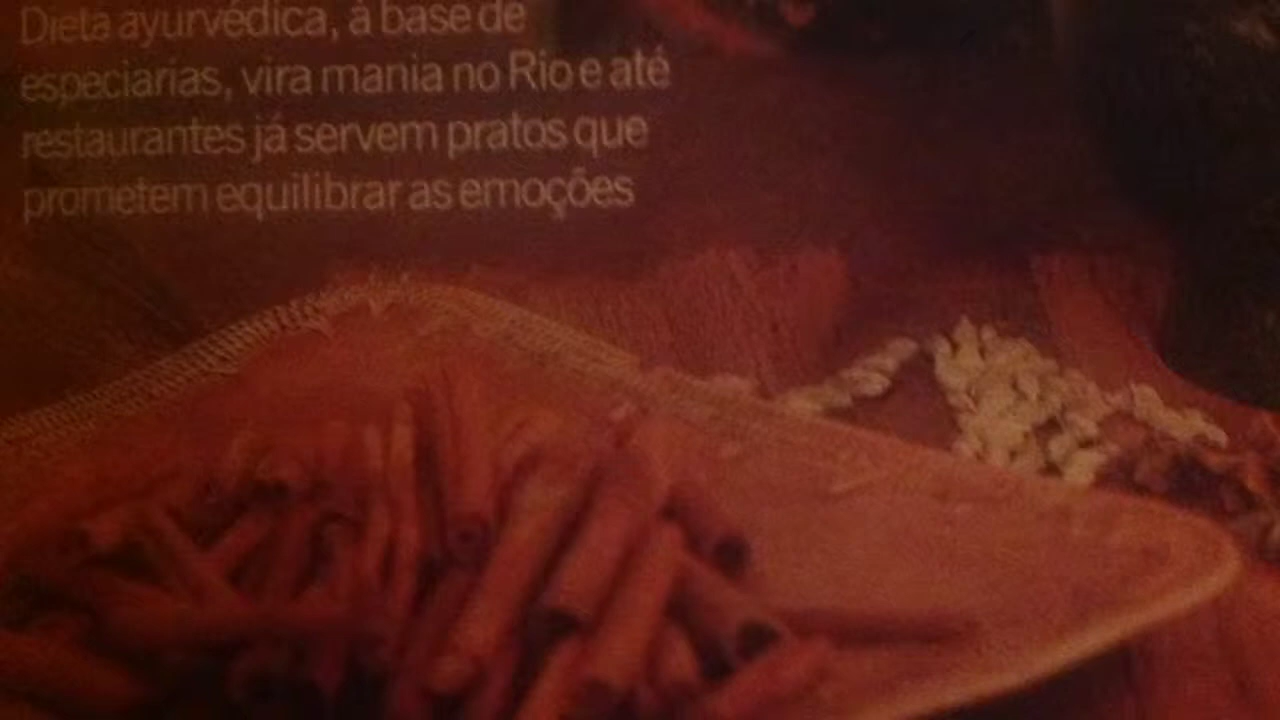 Dieta ayurvédica, à base de
especiarias, vira mania no Rio e até
restaurantes já servem pratos que
prometem equilibrar as emoções